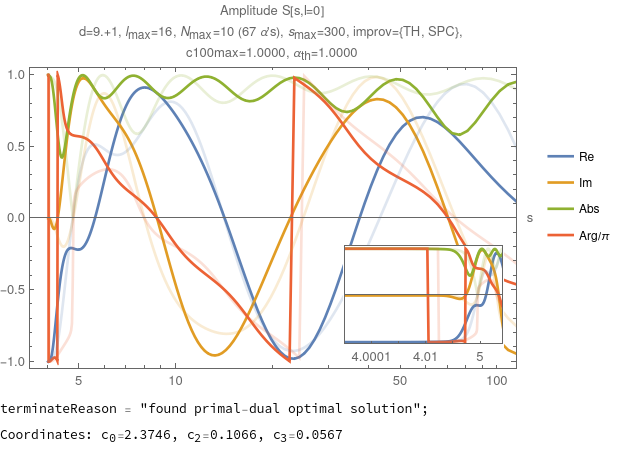 Amplitude S[s,l=0]
d=9.+1, lmax=16, Nmax=10 (67 α's), smax=300, improv={TH, SPC},
c100max=1.0000, αth=1.0000
1.0
0.5
0.0
-0.5
-1.0
5
10
50
100
s
4.0001
4.01
5
Re
Im
Abs
Arg/π
terminateReason = "found primal-dual optimal solution";
Coordinates: c0=2.3746, c2=0.1066, c3=0.0567